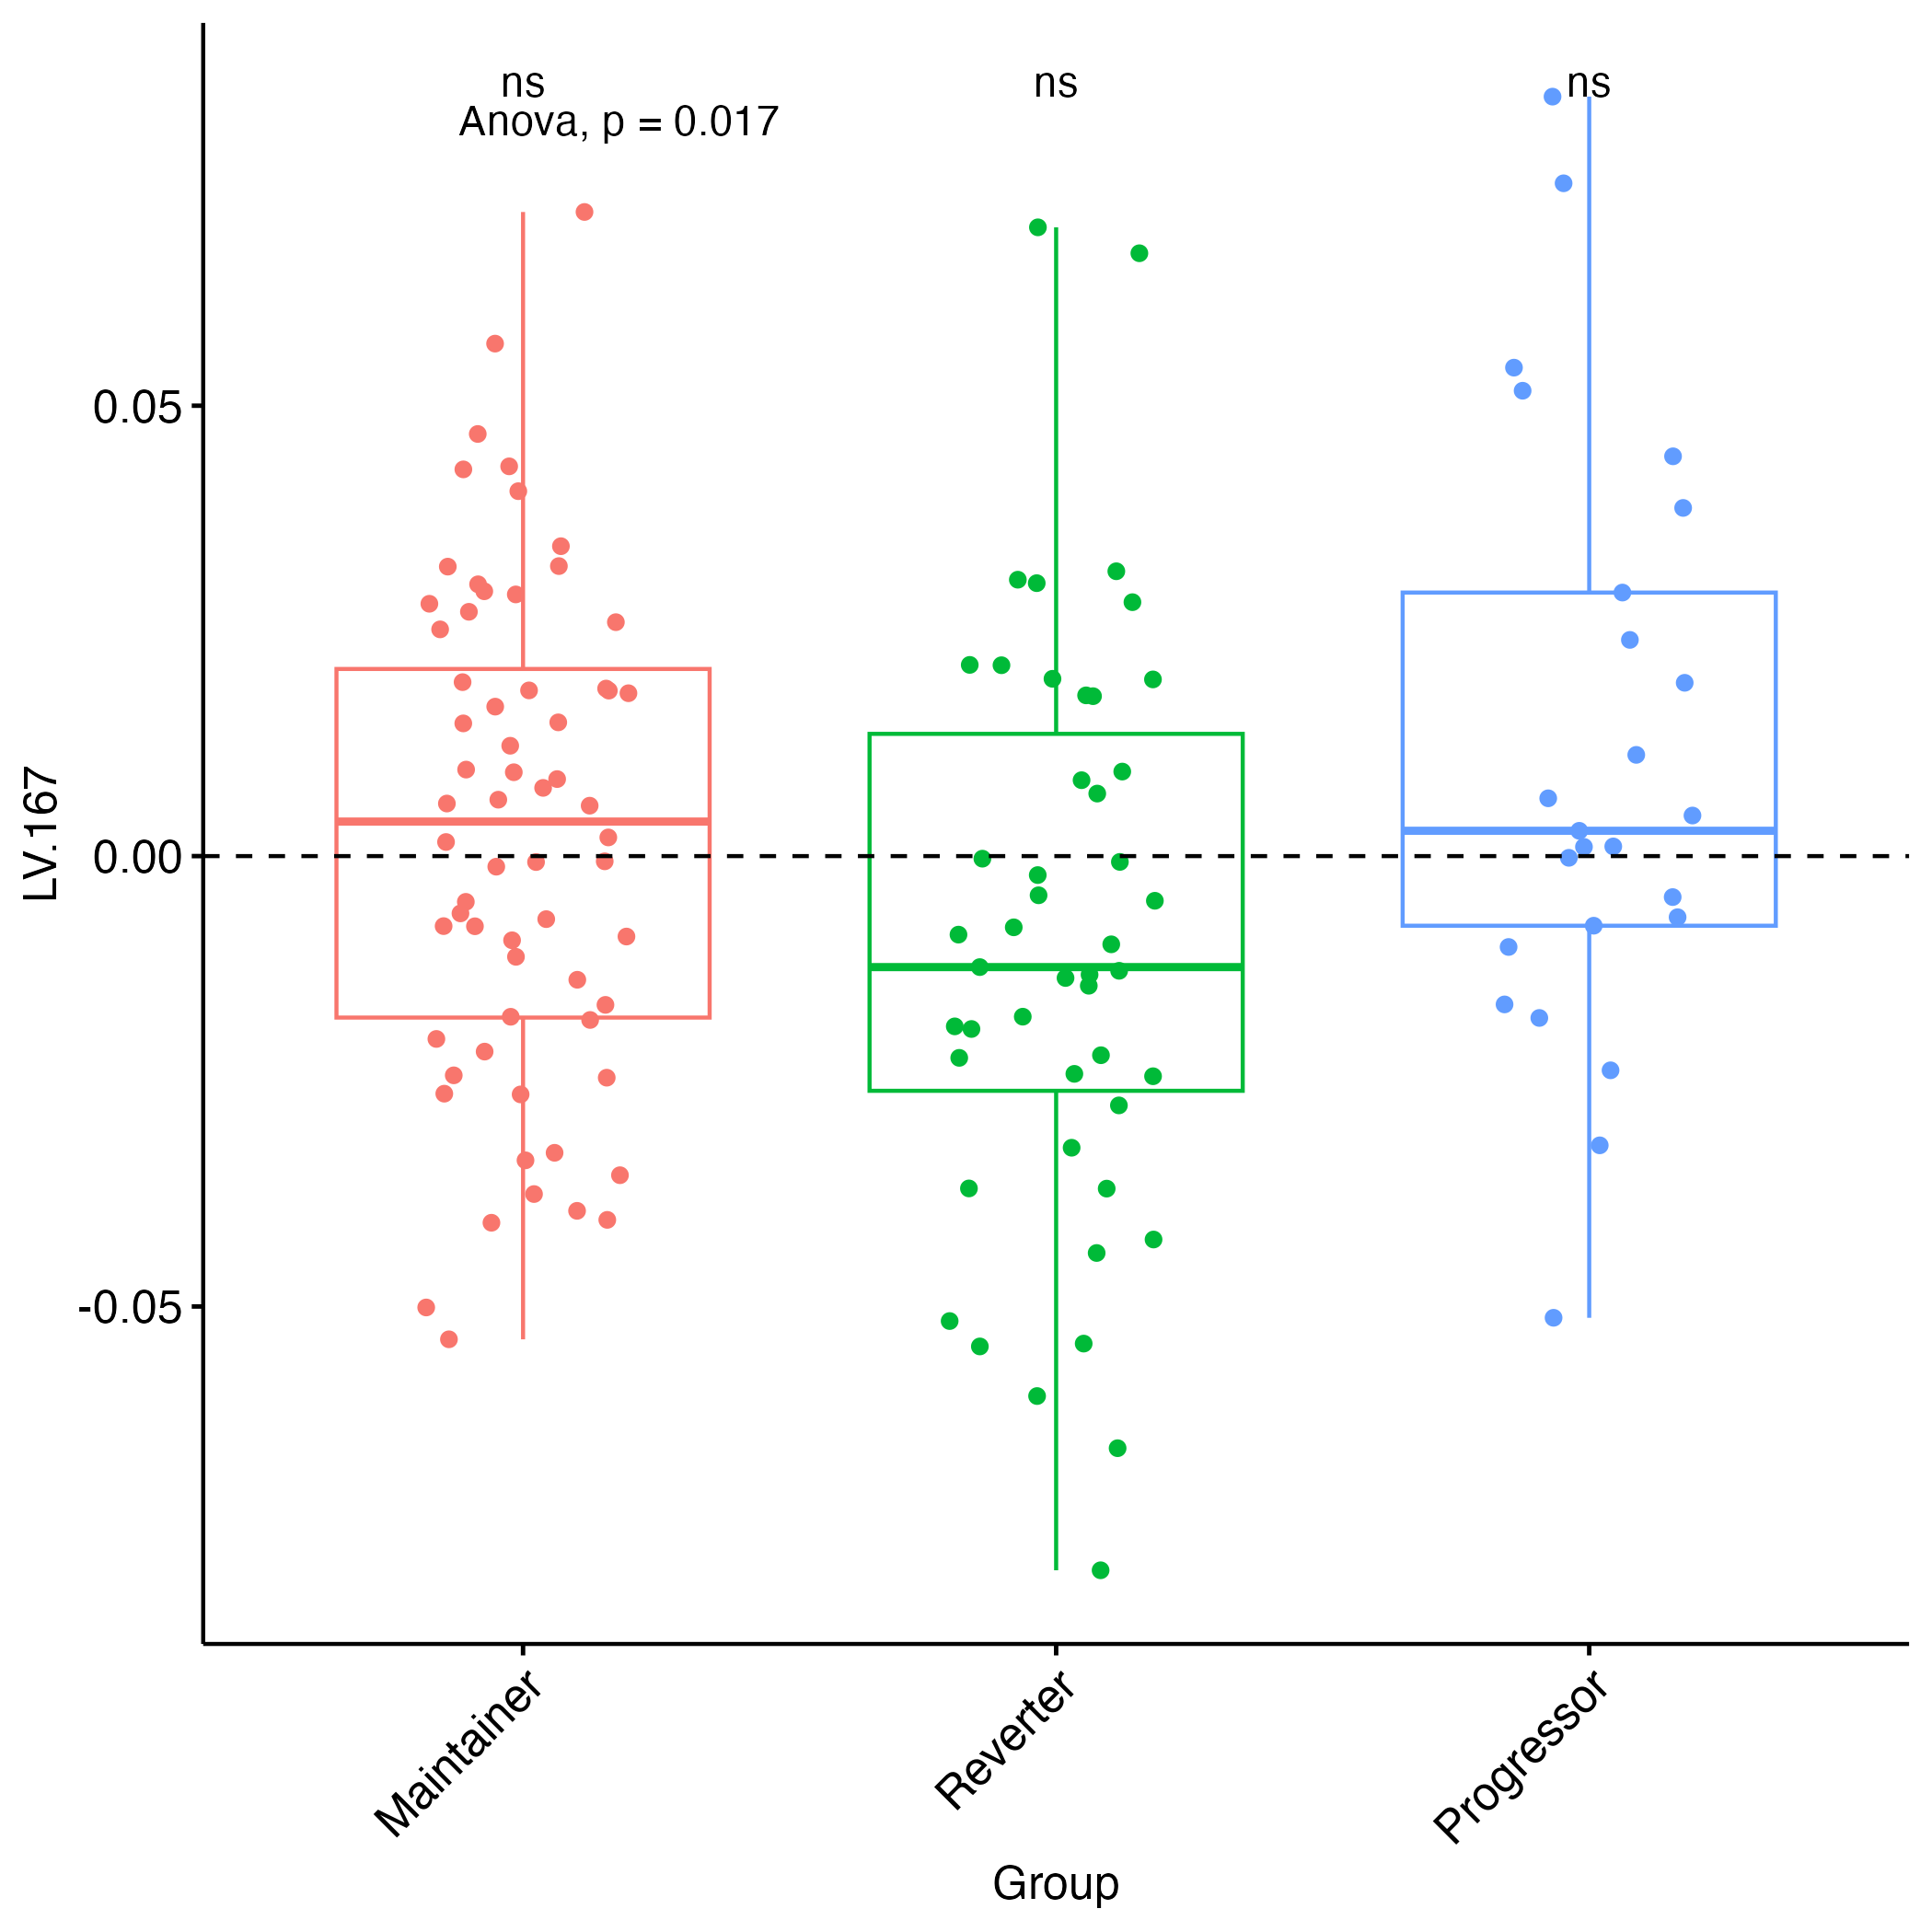 ns ns ns
Anova, p = 0.017
LV.167
0.05
0.00
-0.05
Maintainer
Reverter
Progressor
Group